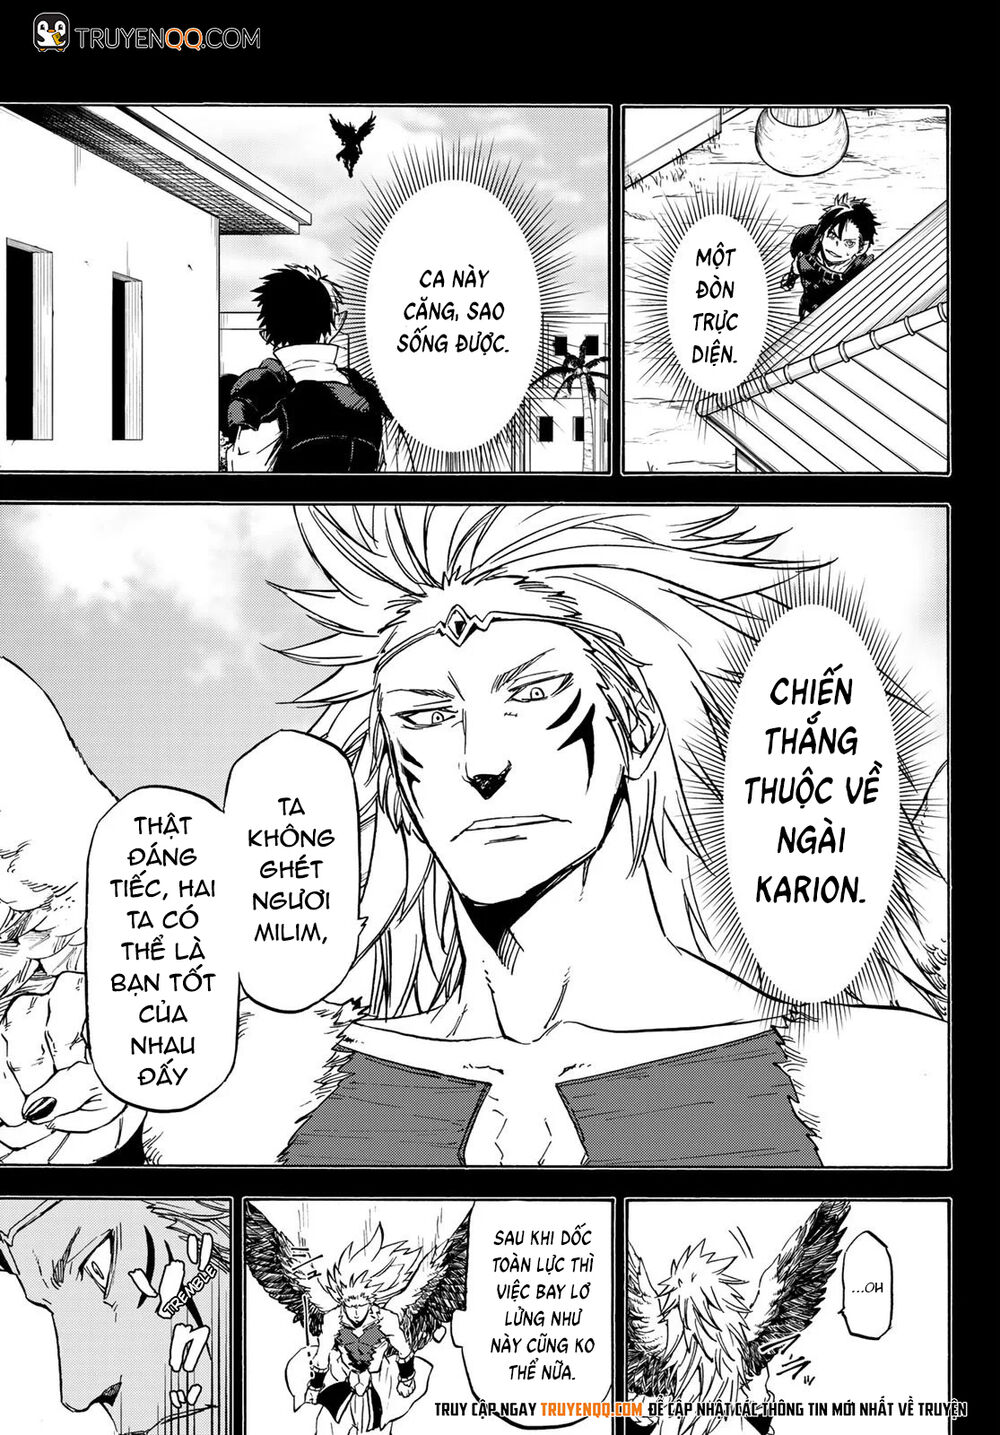 TRUYENQQ.COM
MỘT
ĐÒN
TRỰC
DIỆN.
CA NÀY
CĂNG, SAO
SỐNG ĐƯỢC.
CHIẾN
THẮNG
THUỘC VỀ
NGÀI
KARION.
TA
KHÔNG
GHÉT
NGƯƠI
MILIM,
THẬT
ĐÁNG
TIẾC, HAI
TA CÓ
THỂ LÀ
BẠN TỐT
CỦA
NHAU
ĐẤY
...OH
SAU KHI DỐC
TOÀN LỰC THÌ
VIỆC BAY LƠ
LỬNG NHƯ
NÀY CŨNG KO
THỂ NỮA.
TREMBLE
TRUY CẬP NGAY TRUYENQQ.COM ĐỂ CẬP NHẬT CÁC THÔNG TIN MỚI NHẤT VỀ TRUYỆN